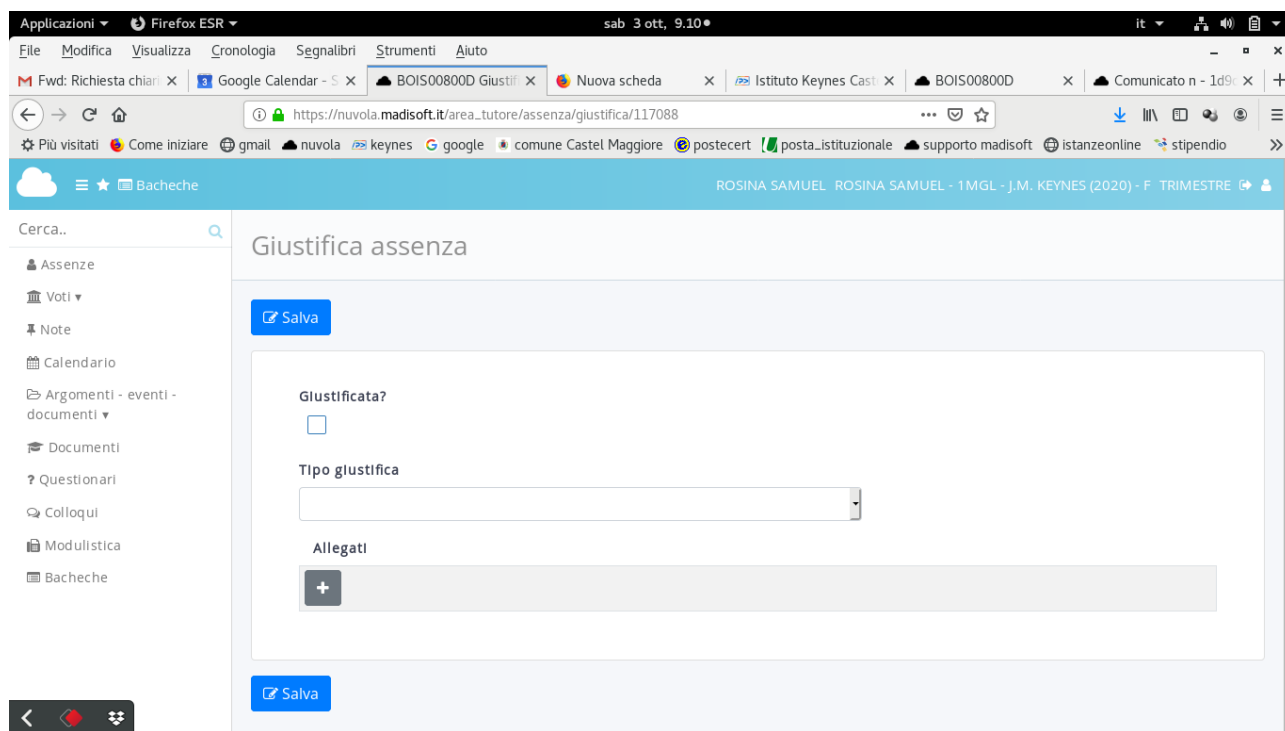 Applicazioni Firefox ESR sab 3 ott, 9.10 it
File Modifica Visualizza Cronologia Segnalibri Strumenti Aiuto
Fwd: Richiesta chiari Google Calendar - S BOIS00800D Giustifi Nuova scheda Istituto Keynes Caste BOIS00800D Comunicato n - 1d9c
https://nuvola.madisoft.it/area_tutore/assenza/giustifica/117088
Più visitati Come iniziare gmail nuvola keynes google comune Castel Maggiore postecert posta_istituzionale supporto madisoft istanzeonline stipendio
Bacheche ROSINA SAMUEL ROSINA SAMUEL - 1MGL - J.M. KEYNES (2020) - F TRIMESTRE
Cerca..
Giustifica assenza
Assenze
Voti
Salva
Note
Calendario
Argomenti - eventi -
documenti
Giustificata?
Documenti
Tipo giustifica
? Questionari
Colloqui
Modulistica
Allegati
Bacheche
+
Salva